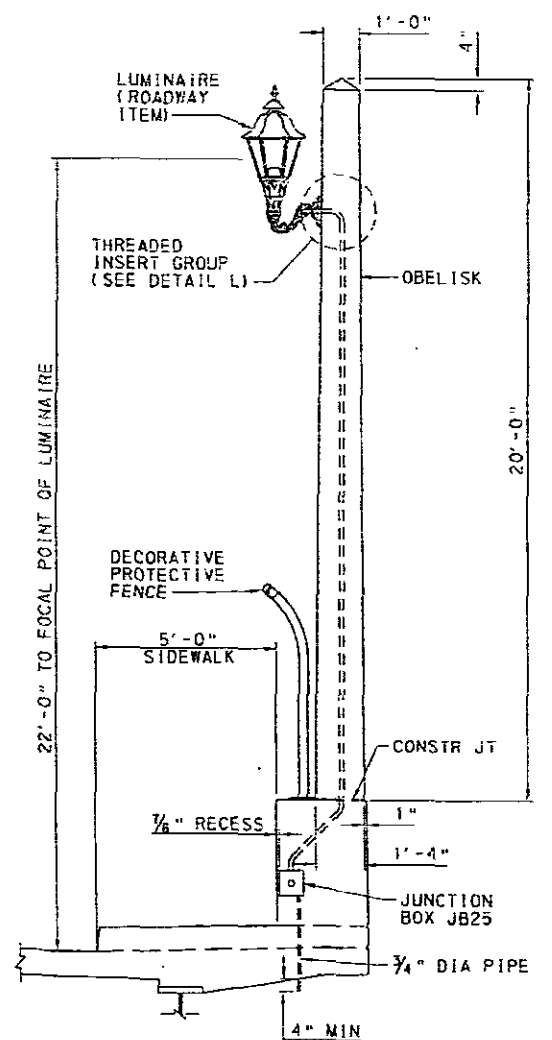 1'-0"
4"
LUMINAIRE
(ROADWAY
ITEM)
THREADED
INSERT GROUP
(SEE DETAIL L)
OBELISK
22'-0" TO FOCAL POINT OF LUMINAIRE
20'-0"
DECORATIVE
PROTECTIVE
FENCE
5'-0"
SIDEWALK
CONSTR JT
7/8" RECESS
1"
1'-4"
JUNCTION
BOX JB25
3/4" DIA PIPE
4" MIN